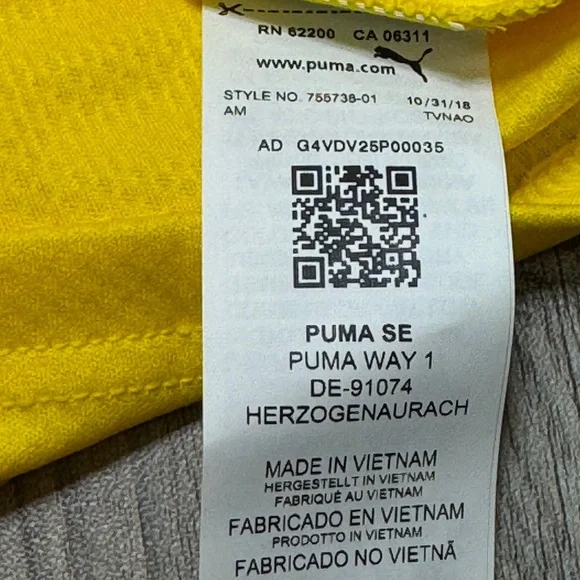 RN 62200 CA 06311
www.puma.com
STYLE NO. 755738-01 10/31/18
AM TVNAO
AD G4VDV25P00035
PUMA SE
PUMA WAY 1
DE-91074
HERZOGENAURACH
MADE IN VIETNAM
HERGESTELLT IN VIETNAM
FABRIQUÉ AU VIETNAM
FABRICADO EN VIETNAM
PRODOTTO IN VIETNAM
FABRICADO NO VIETNÃ